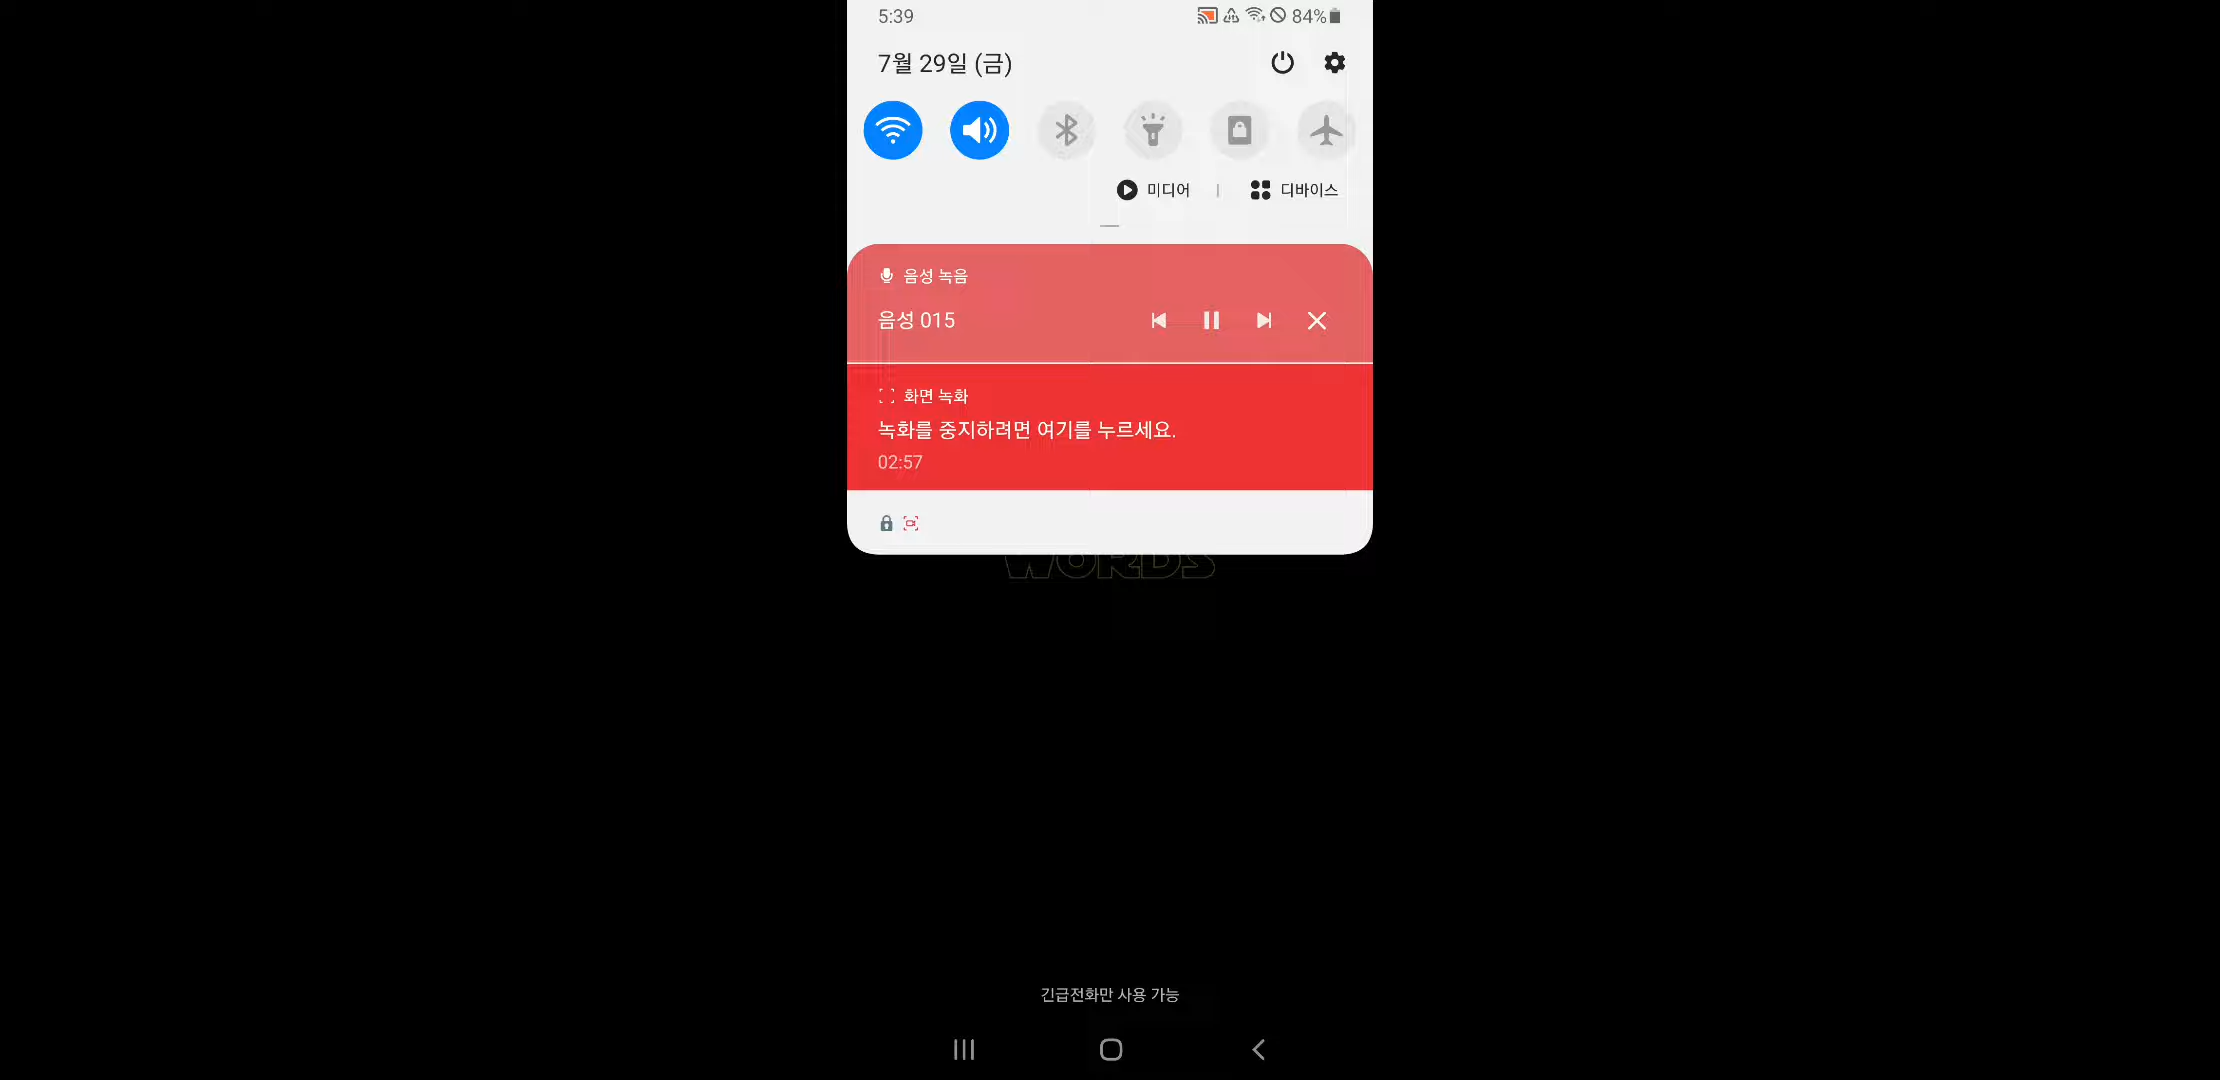 5:39
84%
7월 29일 (금)
미디어 | 디바이스
음성 녹음
음성 015
화면 녹화
녹화를 중지하려면 여기를 누르세요.
02:57
WORDS
긴급전화만 사용 가능